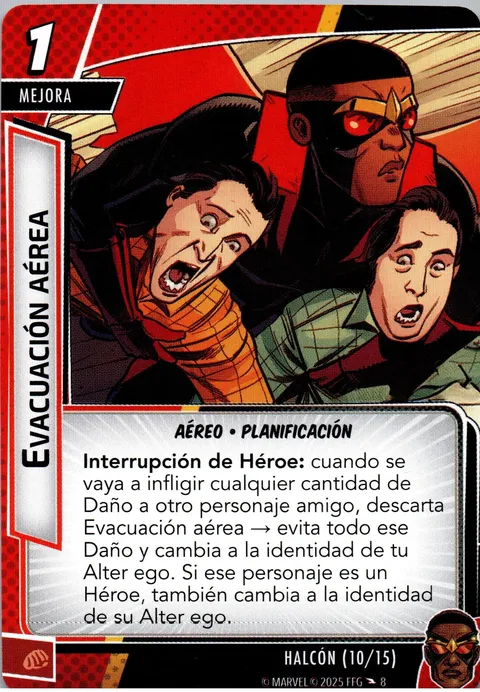 1
MEJORA
EVACUACIÓN AÉREA
AÉREO • PLANIFICACIÓN
Interrupción de Héroe: cuando se
vaya a infligir cualquier cantidad de
Daño a otro personaje amigo, descarta
Evacuación aérea → evita todo ese
Daño y cambia a la identidad de tu
Alter ego. Si ese personaje es un
Héroe, también cambia a la identidad
de su Alter ego.
HALCÓN (10/15)
© MARVEL © 2025 FFG 8